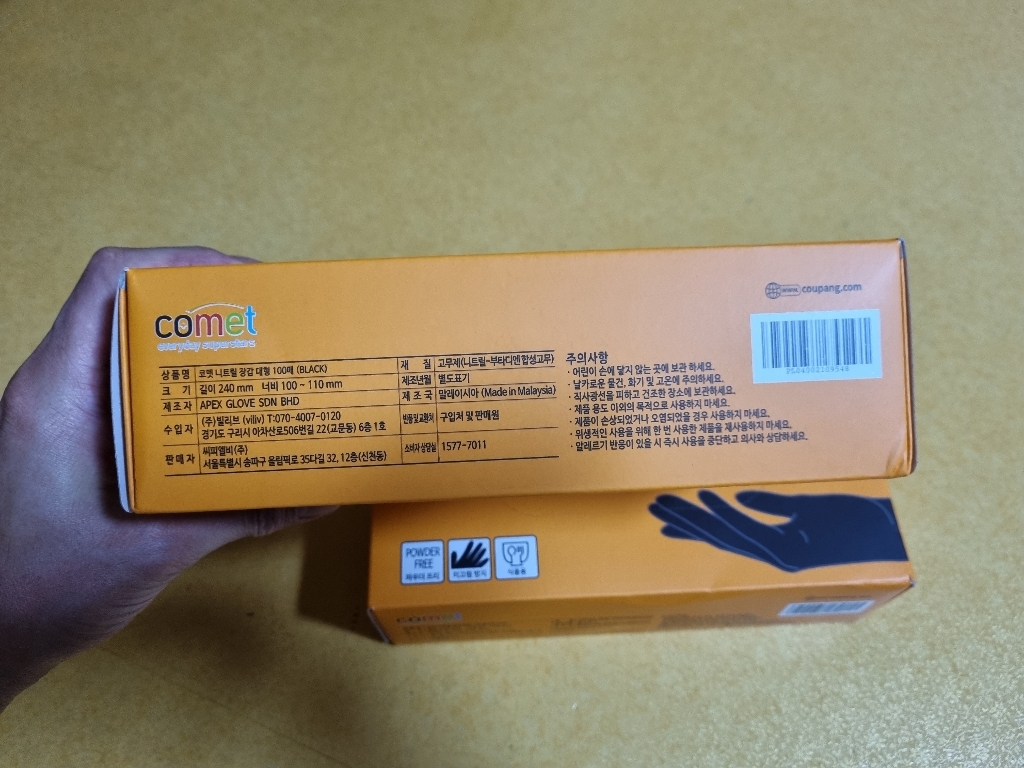 comet
everyday superstars
www. coupang.com
상품명 코멧 니트릴 장갑 대형 100매 (BLACK)
크 기 길이 240 mm 너비 100 ~ 110 mm
제조자 APEX GLOVE SDN BHD
수입자 (주)빌리브 (viliv) T:070-4007-0120
경기도 구리시 아차산로506번길 22(교문동) 6층 1호
판매자 씨피엘비(주)
서울특별시 송파구 올림픽로 35다길 32, 12층(신천동)
재 질 고무제(니트릴-부타디엔 합성고무)
제조년월 별도표기
제조국 말레이시아 (Made in Malaysia)
반품및교환처 구입처 및 판매원
소비자상담실 1577-7011
주의사항
· 어린이 손에 닿지 않는 곳에 보관 하세요.
· 날카로운 물건, 화기 및 고온에 주의하세요.
· 직사광선을 피하고 건조한 장소에 보관하세요.
· 제품 용도 이외의 목적으로 사용하지 마세요.
· 제품이 손상되었거나 오염되었을 경우 사용하지 마세요.
· 위생적인 사용을 위해 한 번 사용한 제품을 재사용하지 마세요.
· 알레르기 반응이 있을 시 즉시 사용을 중단하고 의사와 상담하세요.
POWDER
FREE
파우더 프리
미끄럼 방지
식품용
comet